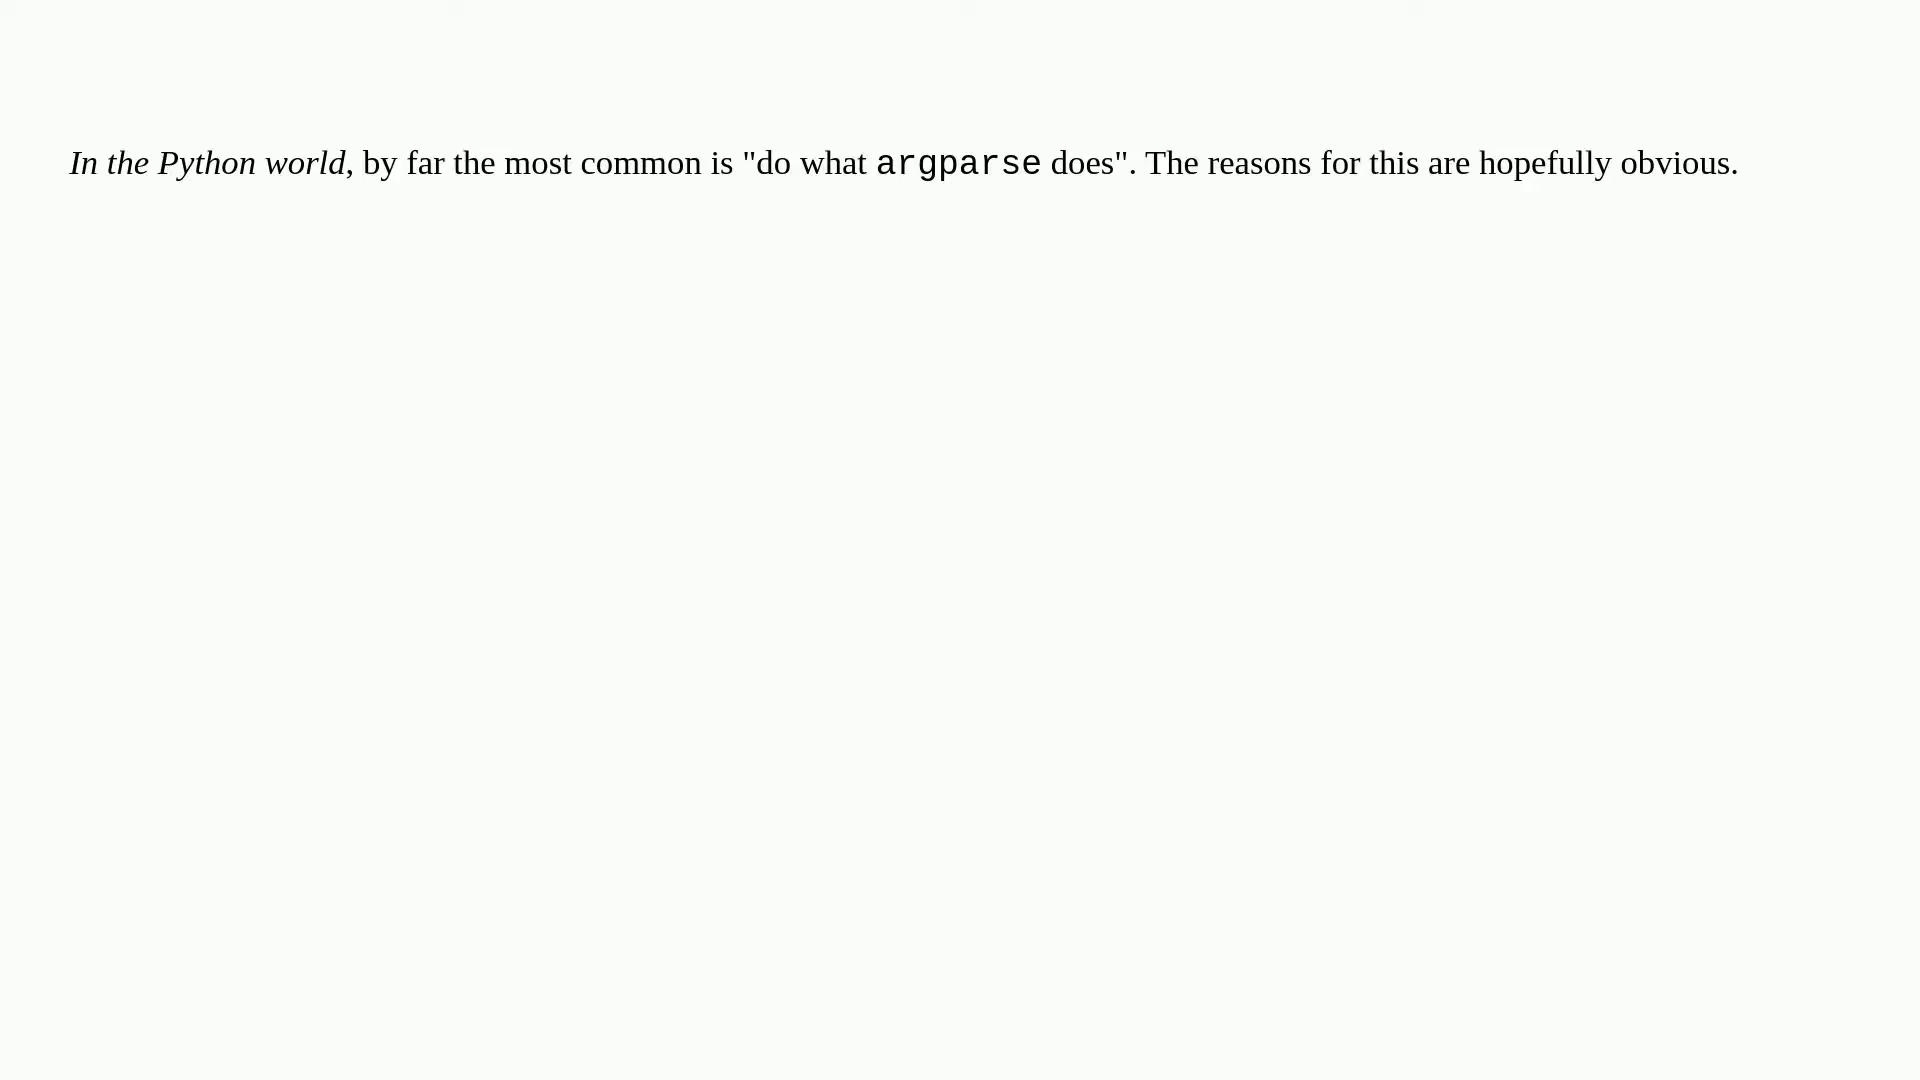 In the Python world, by far the most common is "do what argparse does". The reasons for this are hopefully obvious.